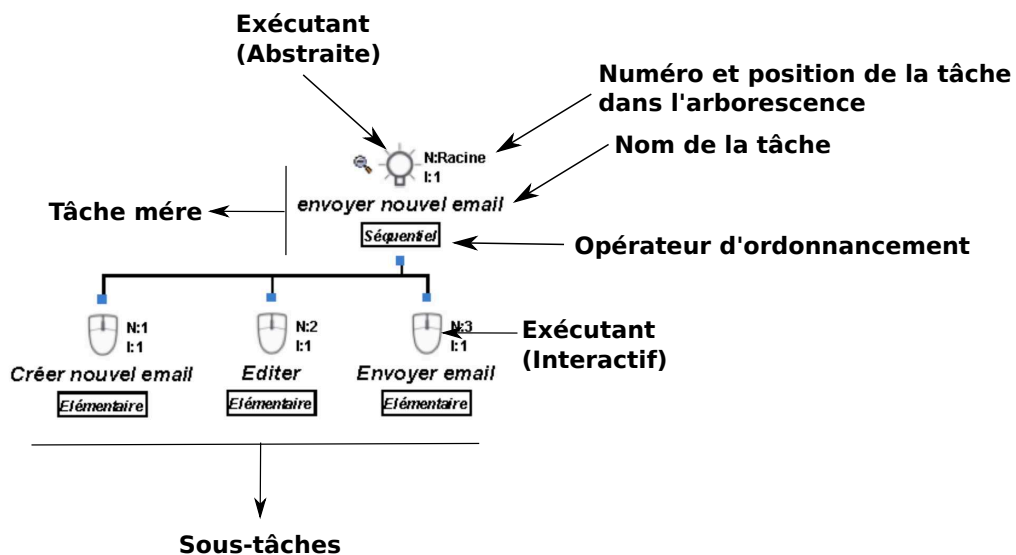 Exécutant
(Abstraite)
Numéro et position de la tâche
dans l'arborescence
N:Racine
I:1
Nom de la tâche
envoyer nouvel email
Tâche mére
Séquentiel
Opérateur d'ordonnancement
N:1
I:1
N:2
I:1
N:3
I:1
Exécutant
(Interactif)
Créer nouvel email
Editer
Envoyer email
Elémentaire
Elémentaire
Elémentaire
Sous-tâches